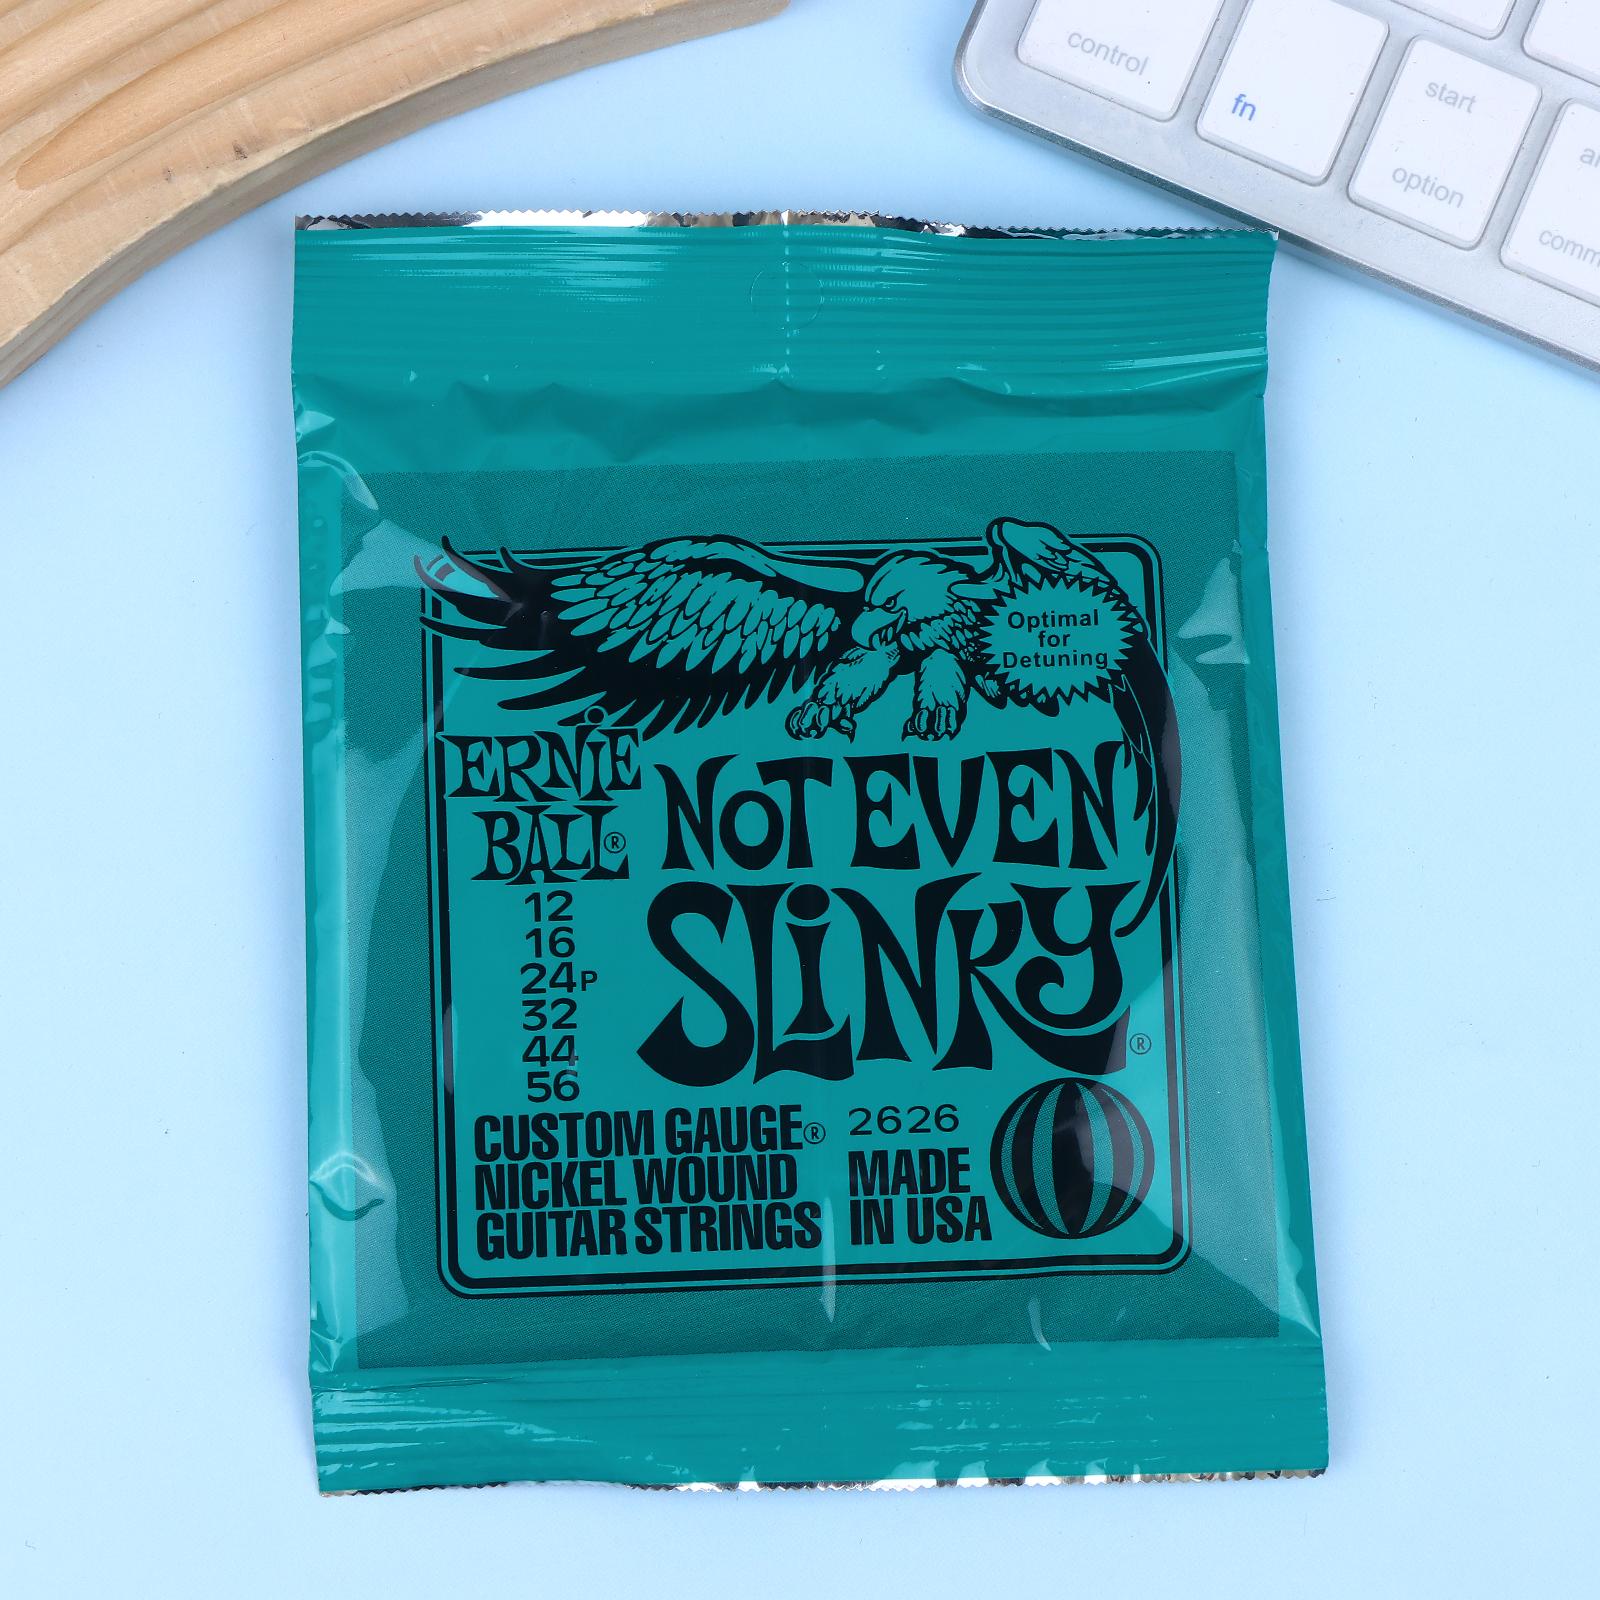 control
fn
start
option
Optimal
for
Detuning
ERNiE
BALL®
NOT EVEN
SLiNKY®
12
16
24P
32
44
56
CUSTOM GAUGE®
NICKEL WOUND
GUITAR STRINGS
2626
MADE
IN USA